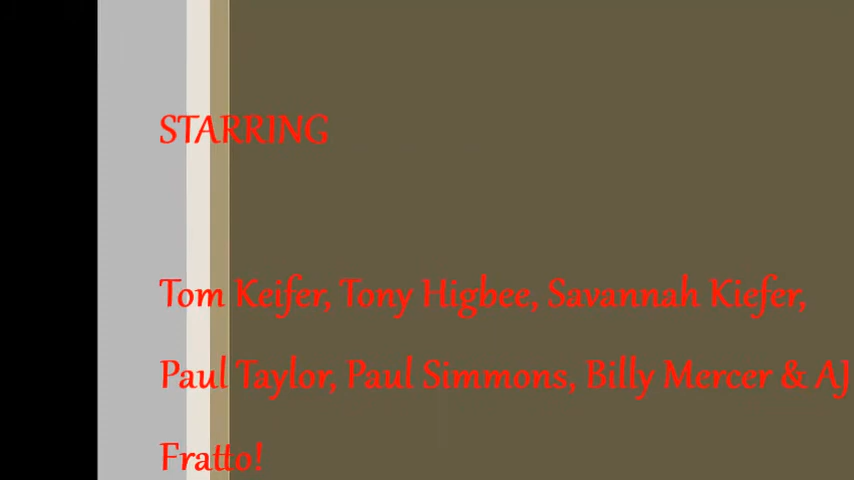 STARRING
Tom Keifer, Tony Higbee, Savannah Kiefer,
Paul Taylor, Paul Simmons, Billy Mercer & AJ
Fratto!